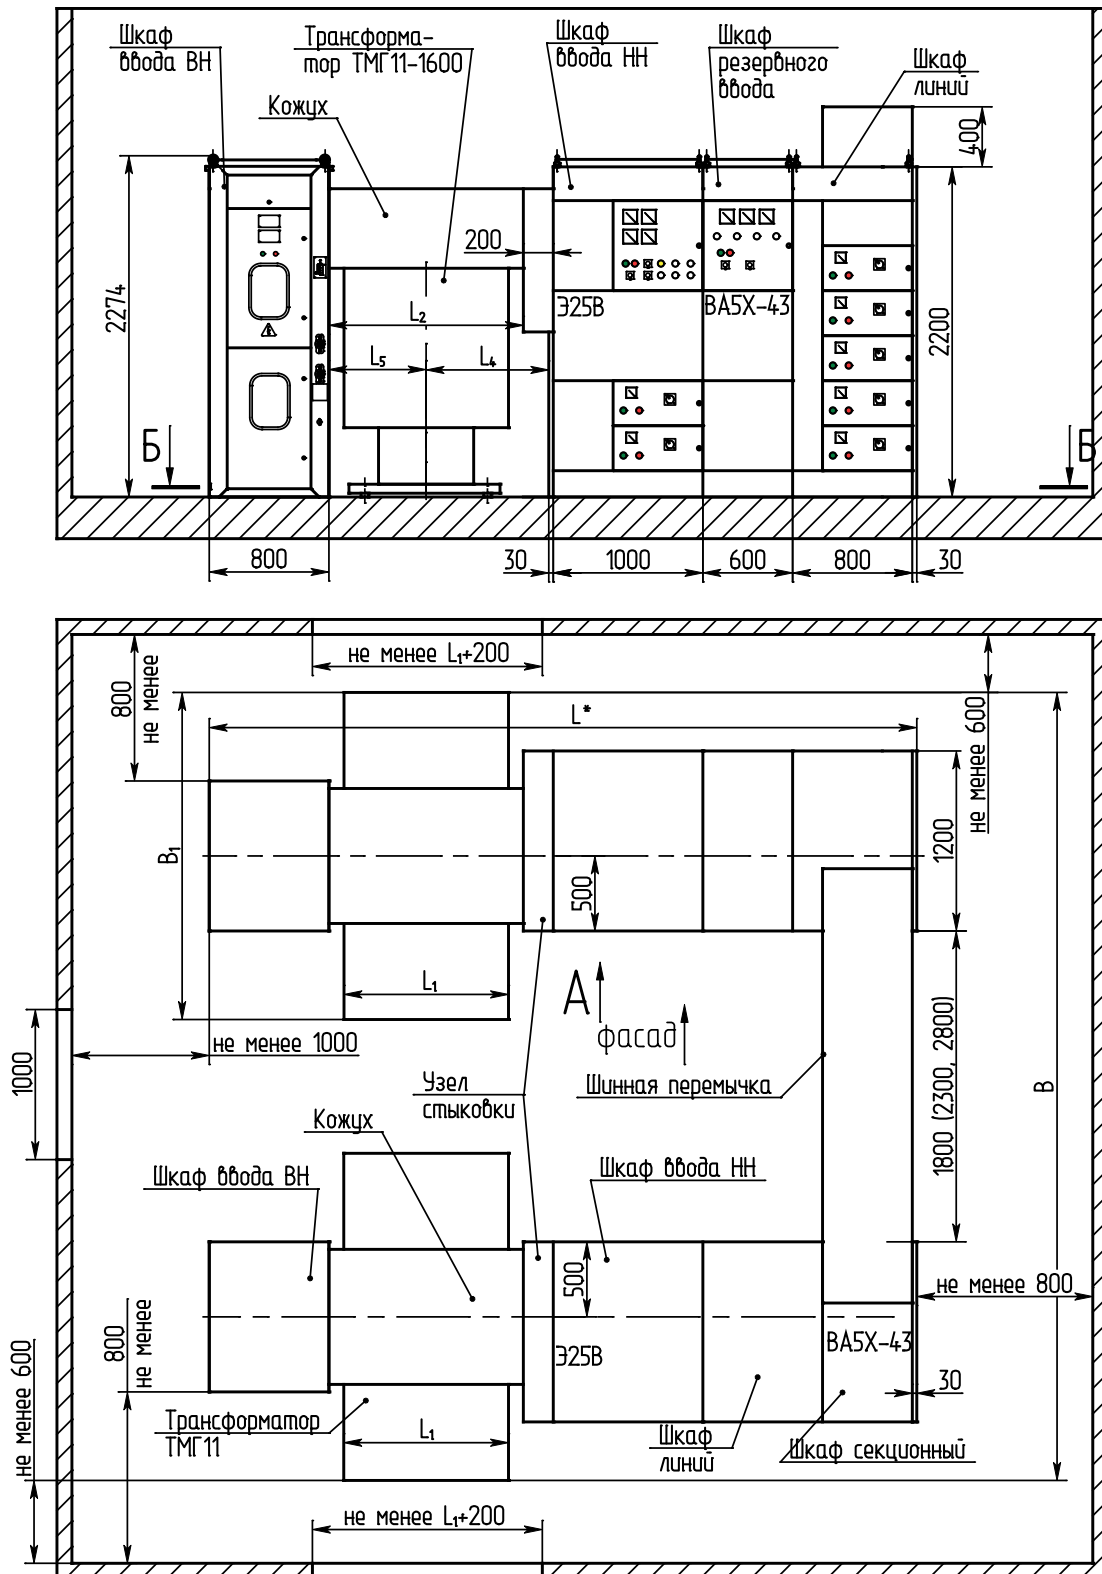 Шкаф
ввода ВН
Трансформа-
тор ТМГ11-1600
Кожух
Шкаф
ввода НН
Шкаф
резервного
ввода
Шкаф
линий
400
2274
200
L₂
L₅
L₄
Э25В
ВА5Х-43
2200
Б
Б
800
30
1000
600
800
30
не менее L₁+200
800
не менее
L*
не менее 600
B₁
1200
500
L₁
А
фасад
не менее 1000
1000
Узел
стыковки
Шинная перемычка
1800 (2300, 2800)
В
Кожух
Шкаф ввода ВН
Шкаф ввода НН
500
не менее 800
800
не менее
не менее 600
Э25В
ВА5Х-43
30
Трансформатор
ТМГ11
L₁
Шкаф
линий
Шкаф секционный
не менее L₁+200